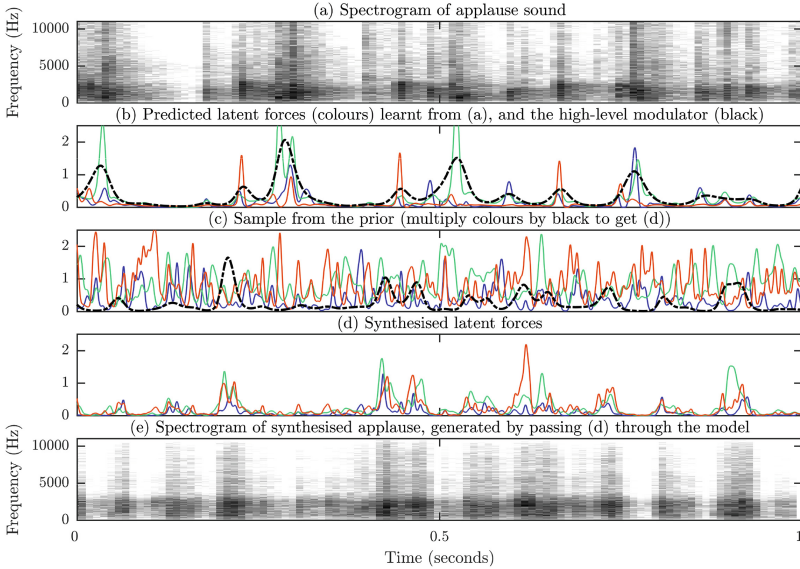 (a) Spectrogram of applause sound
Frequency (Hz)
10000
5000
0
(b) Predicted latent forces (colours) learnt from (a), and the high-level modulator (black)
2
1
0
(c) Sample from the prior (multiply colours by black to get (d))
2
1
0
(d) Synthesised latent forces
2
1
0
(e) Spectrogram of synthesised applause, generated by passing (d) through the model
Frequency (Hz)
10000
5000
0
0 0.5 1
Time (seconds)